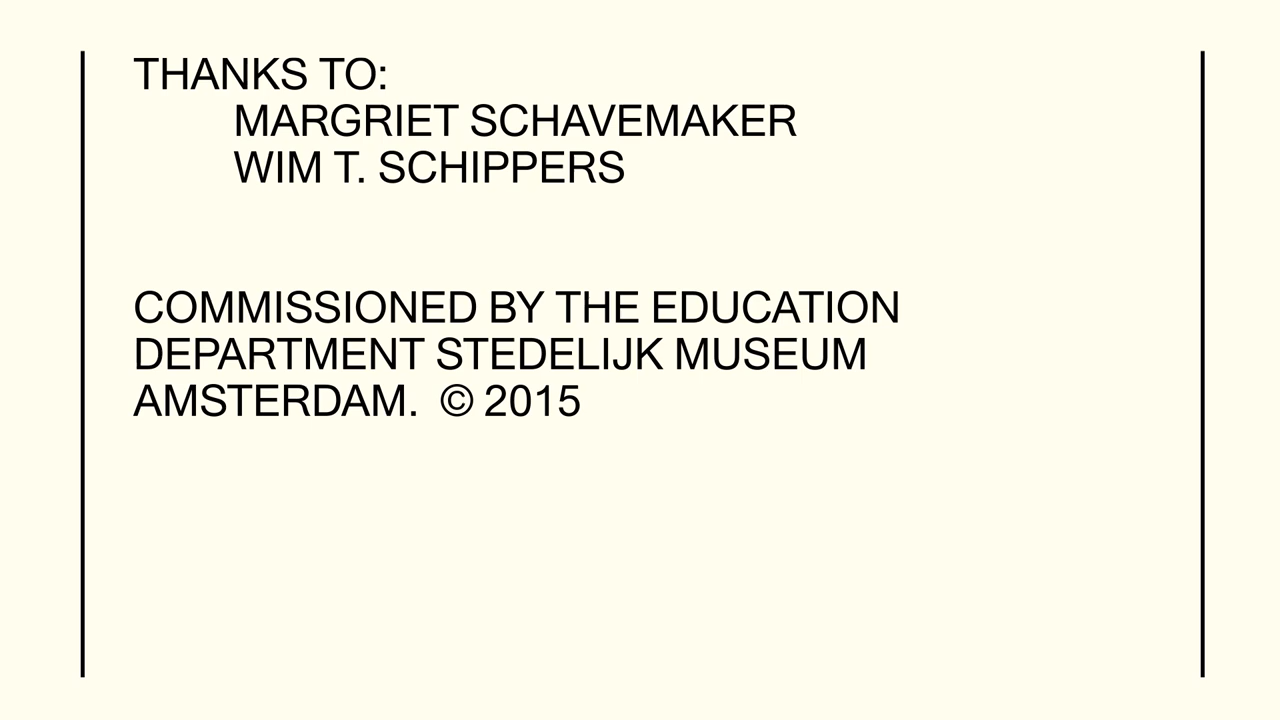 THANKS TO:
MARGRIET SCHAVEMAKER
WIM T. SCHIPPERS
COMMISSIONED BY THE EDUCATION
DEPARTMENT STEDELIJK MUSEUM
AMSTERDAM. © 2015